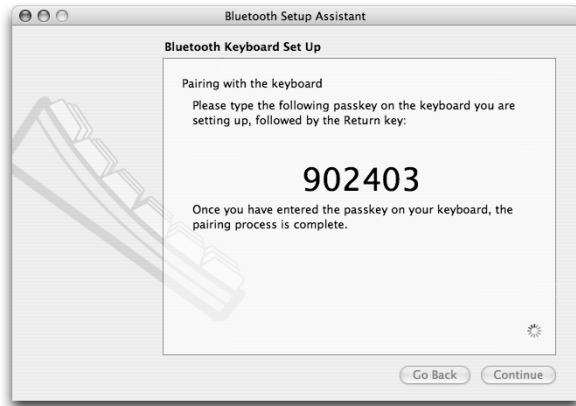 Bluetooth Setup Assistant
Bluetooth Keyboard Set Up
Pairing with the keyboard
Please type the following passkey on the keyboard you are
setting up, followed by the Return key:
902403
Once you have entered the passkey on your keyboard, the
pairing process is complete.
Go Back
Continue